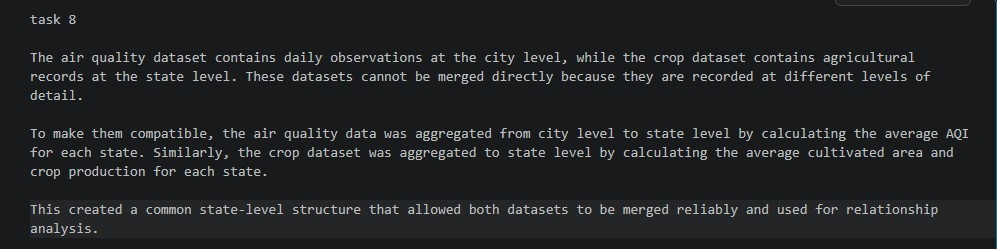 task 8
The air quality dataset contains daily observations at the city level, while the crop dataset contains agricultural
records at the state level. These datasets cannot be merged directly because they are recorded at different levels of
detail.
To make them compatible, the air quality data was aggregated from city level to state level by calculating the average AQI
for each state. Similarly, the crop dataset was aggregated to state level by calculating the average cultivated area and
crop production for each state.
This created a common state-level structure that allowed both datasets to be merged reliably and used for relationship
analysis.